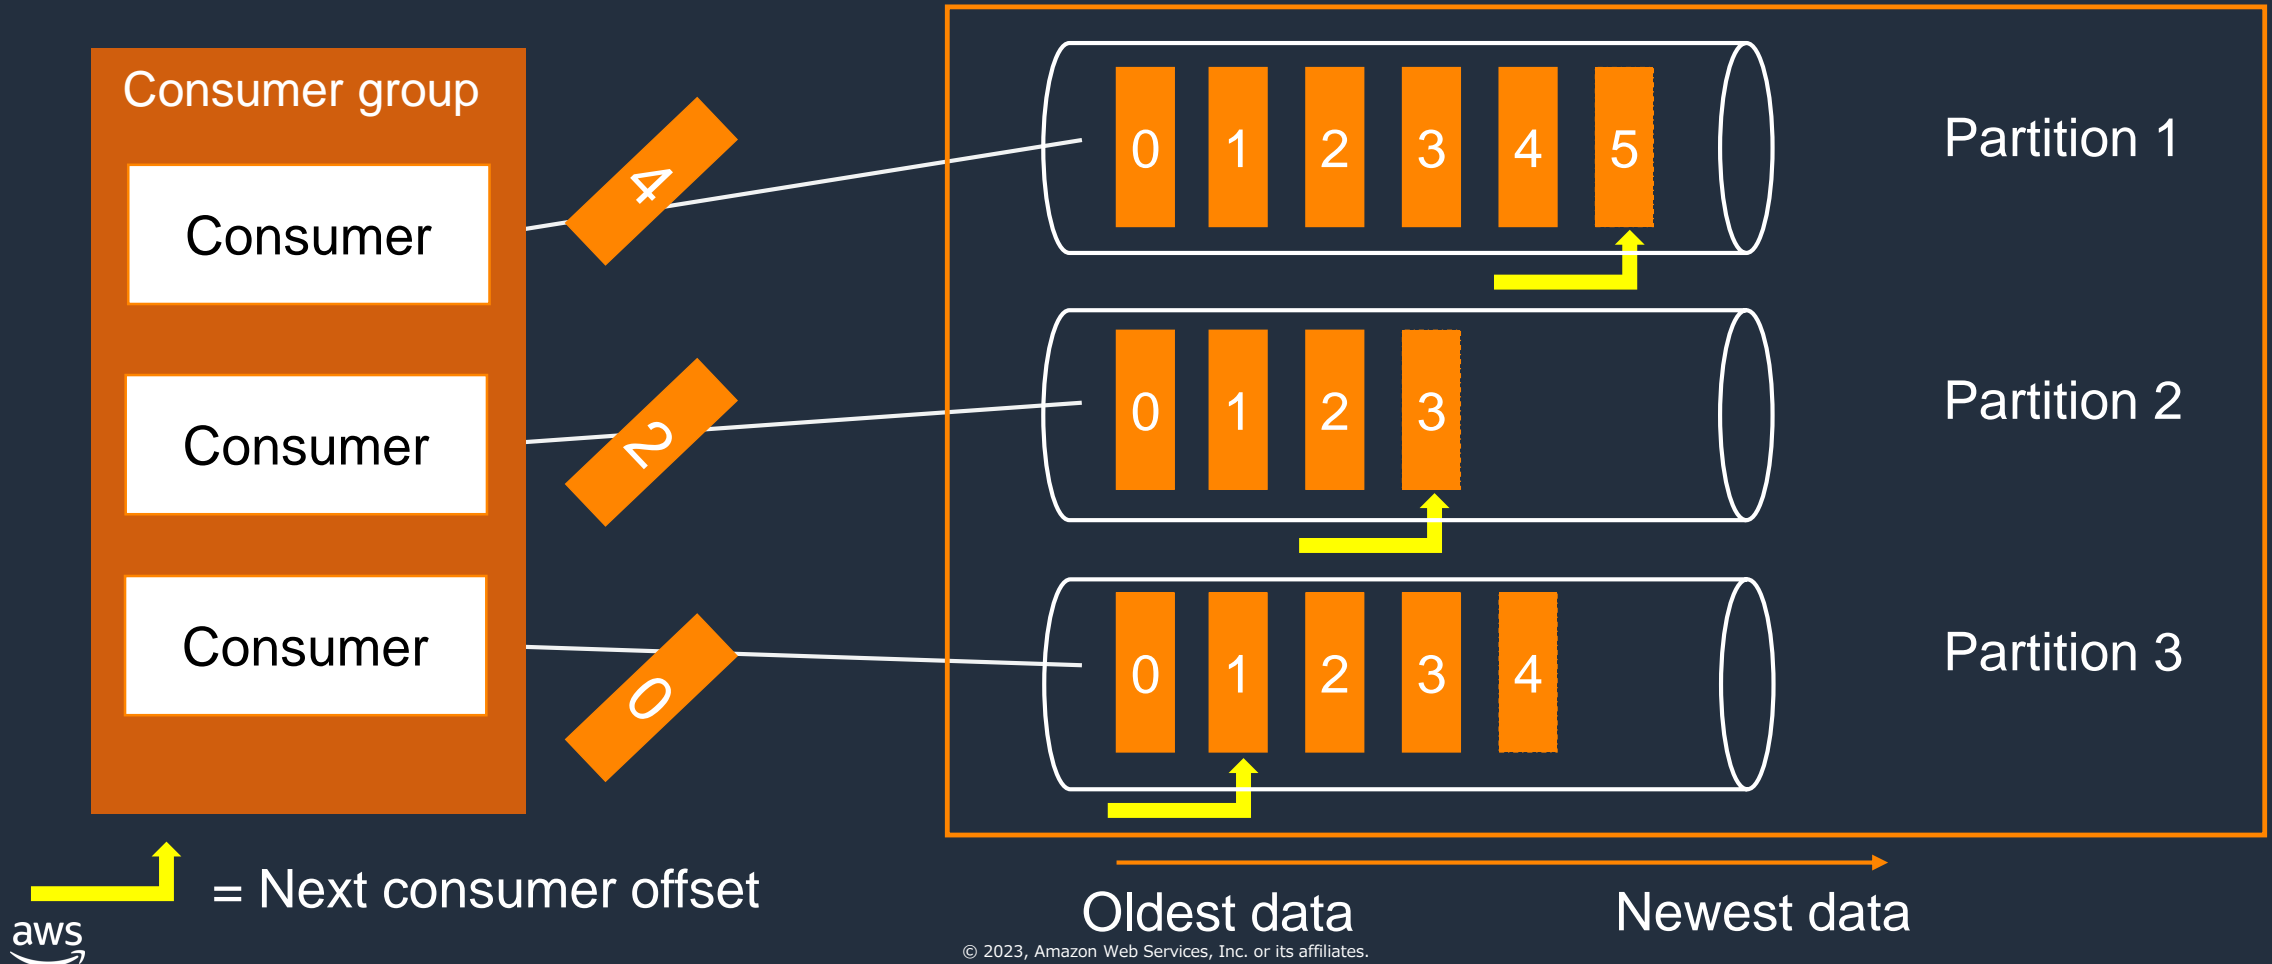 Consumer group
Consumer
Consumer
Consumer
4
2
0
0 1 2 3 4 5
Partition 1
0 1 2 3
Partition 2
0 1 2 3 4
Partition 3
= Next consumer offset
Oldest data
Newest data
aws
© 2023, Amazon Web Services, Inc. or its affiliates.